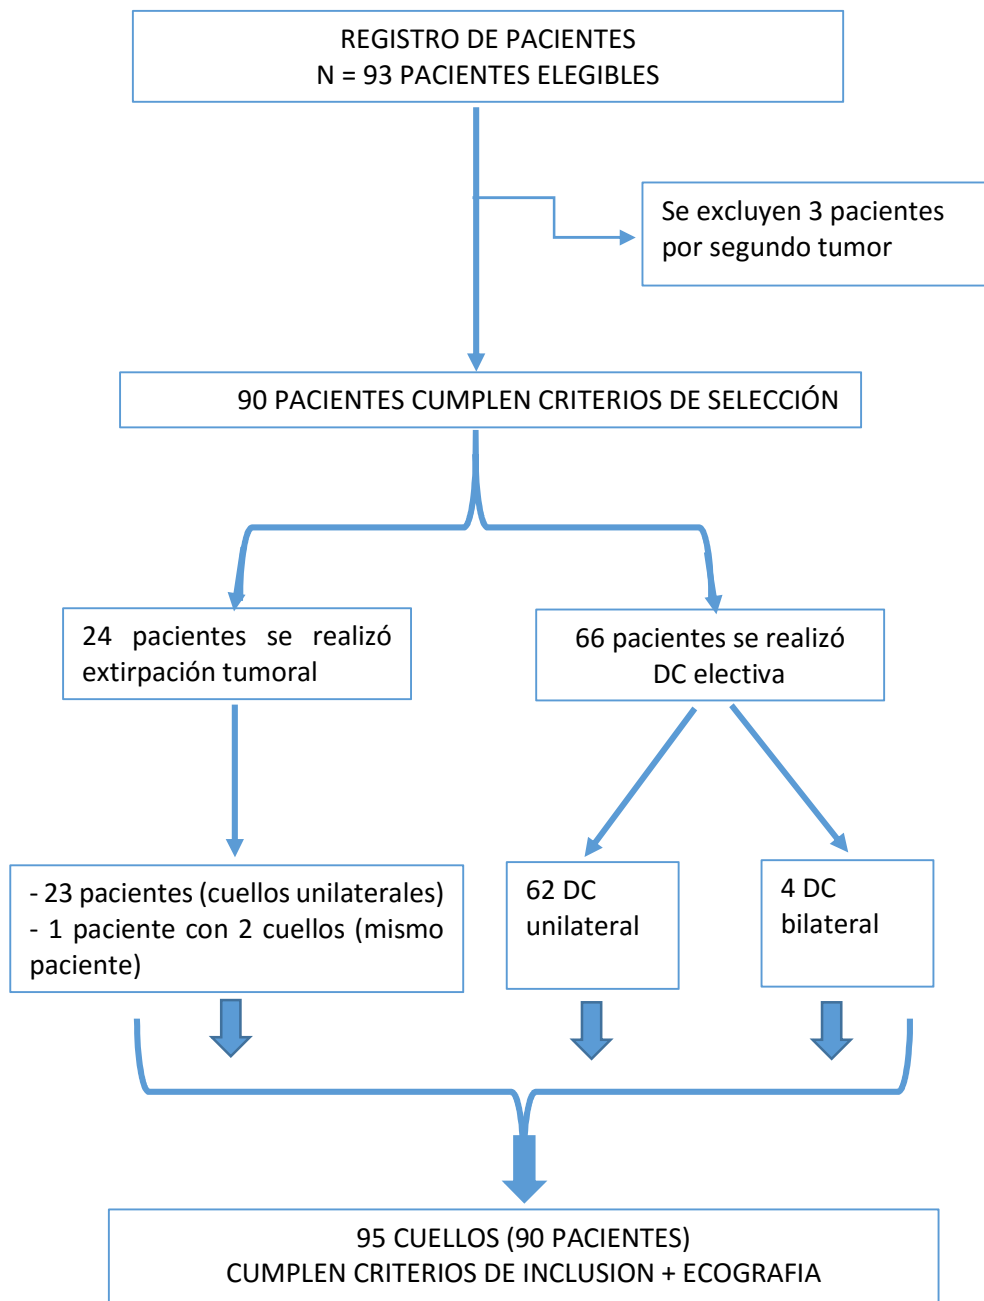 REGISTRO DE PACIENTES
N = 93 PACIENTES ELEGIBLES
Se excluyen 3 pacientes
por segundo tumor
90 PACIENTES CUMPLEN CRITERIOS DE SELECCIÓN
24 pacientes se realizó
extirpación tumoral
66 pacientes se realizó
DC electiva
- 23 pacientes (cuellos unilaterales)
- 1 paciente con 2 cuellos (mismo
paciente)
62 DC
unilateral
4 DC
bilateral
95 CUELLOS (90 PACIENTES)
CUMPLEN CRITERIOS DE INCLUSION + ECOGRAFIA